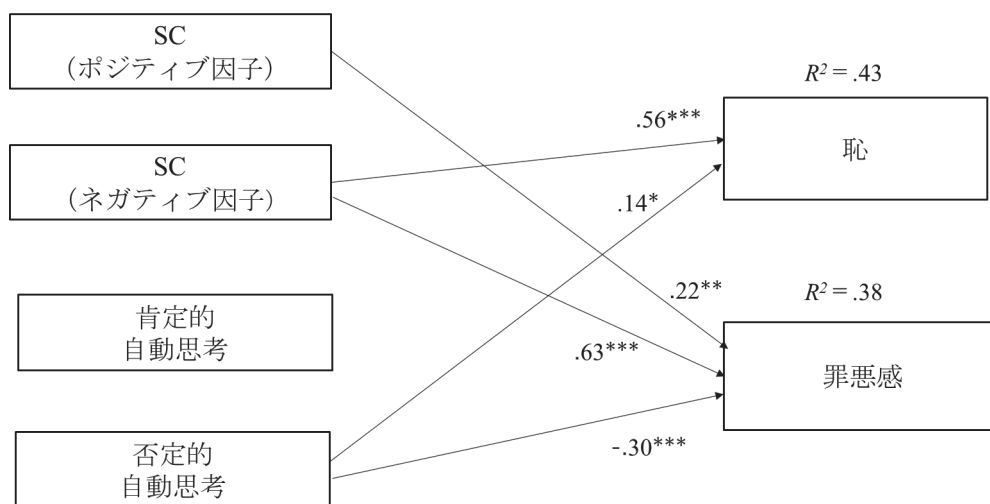 SC
（ポジティブ因子）
SC
（ネガティブ因子）
肯定的
自動思考
否定的
自動思考
.56***
.14*
.22**
.63***
-.30***
R² = .43
恥
R² = .38
罪悪感